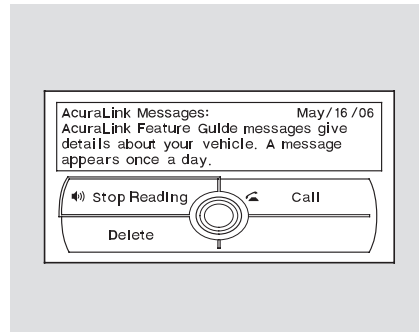 AcuraLink Messages: May/16/06
AcuraLink Feature Guide messages give
details about your vehicle. A message
appears once a day.
Stop Reading Call
Delete